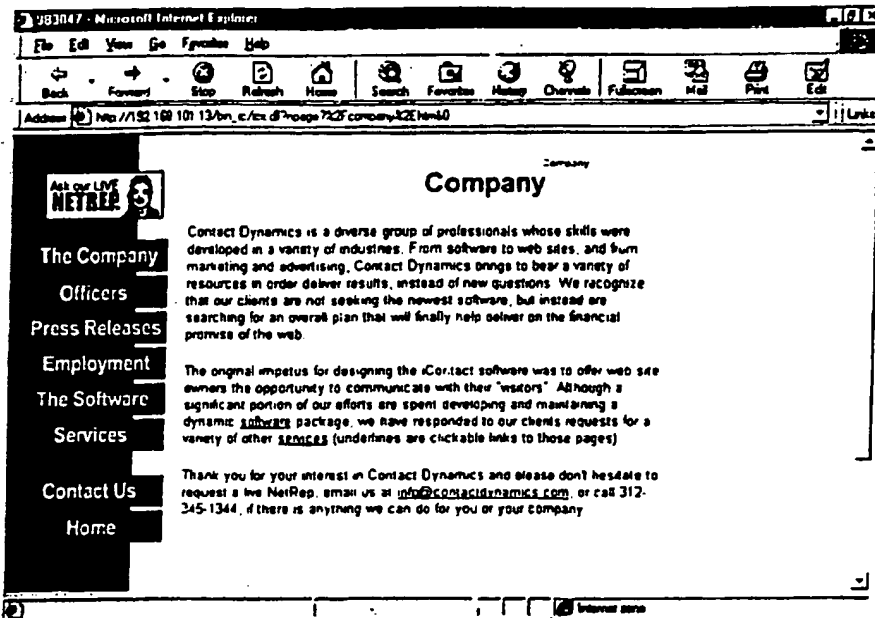 983047 - Microsoft Internet Explorer
File Edit View Go Favorites Help
Back Forward Stop Refresh Home Search Favorites History Channels Fullscreen Mail Print Edit
Address Links
Company
Company
Ask our LIVE
NETREP.
The Company
Officers
Press Releases
Employment
The Software
Services
Contact Us
Home
Contact Dynamics is a diverse group of professionals whose skills were
developed in a variety of industries. From software to web sites, and from
marketing and advertising, Contact Dynamics brings to bear a variety of
resources in order deliver results, instead of new questions. We recognize
that our clients are not seeking the newest software, but instead are
searching for an overall plan that will finally help deliver on the financial
promise of the web.
The original impetus for designing the iContact software was to offer web site
owners the opportunity to communicate with their "visitors". Although a
significant portion of our efforts are spent developing and maintaining a
dynamic software package, we have responded to our clients requests for a
variety of other services (underlines are clickable links to those pages)
Thank you for your interest in Contact Dynamics and please don't hesitate to
request a live NetRep, email us at info@contactdynamics.com, or call 312-
345-1344, if there is anything we can do for you or your company
Internet zone